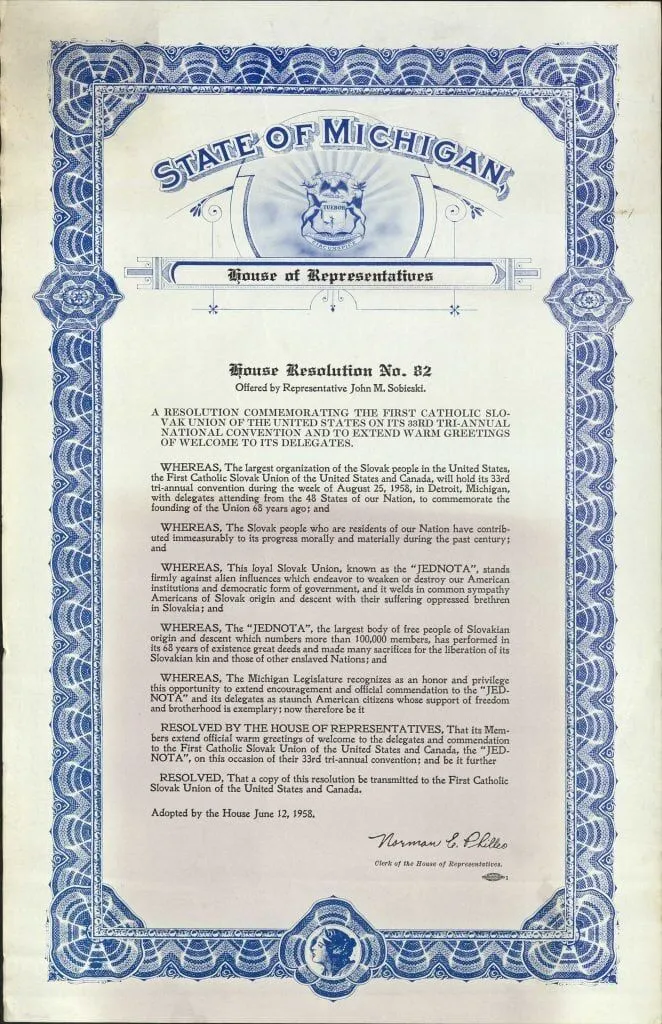 STATE OF MICHIGAN,
TUEBOR
CIRCUMSPICE
House of Representatives
House Resolution No. 82
Offered by Representative John M. Sobieski.
A RESOLUTION COMMEMORATING THE FIRST CATHOLIC SLO-
VAK UNION OF THE UNITED STATES ON ITS 33RD TRI-ANNUAL
NATIONAL CONVENTION AND TO EXTEND WARM GREETINGS
OF WELCOME TO ITS DELEGATES.
WHEREAS, The largest organization of the Slovak people in the United States,
the First Catholic Slovak Union of the United States and Canada, will hold its 33rd
tri-annual convention during the week of August 25, 1958, in Detroit, Michigan,
with delegates attending from the 48 States of our Nation, to commemorate the
founding of the Union 68 years ago; and
WHEREAS, The Slovak people who are residents of our Nation have contrib-
uted immeasurably to its progress morally and materially during the past century;
and
WHEREAS, This loyal Slovak Union, known as the "JEDNOTA", stands
firmly against alien influences which endeavor to weaken or destroy our American
institutions and democratic form of government, and it welds in common sympathy
Americans of Slovak origin and descent with their suffering oppressed brethren
in Slovakia; and
WHEREAS, The "JEDNOTA", the largest body of free people of Slovakian
origin and descent which numbers more than 100,000 members, has performed in
its 68 years of existence great deeds and made many sacrifices for the liberation of its
Slovakian kin and those of other enslaved Nations; and
WHEREAS, The Michigan Legislature recognizes as an honor and privilege
this opportunity to extend encouragement and official commendation to the "JED-
NOTA" and its delegates as staunch American citizens whose support of freedom
and brotherhood is exemplary; now therefore be it
RESOLVED BY THE HOUSE OF REPRESENTATIVES, That its Mem-
bers extend official warm greetings of welcome to the delegates and commendation
to the First Catholic Slovak Union of the United States and Canada, the "JED-
NOTA", on this occasion of their 33rd tri-annual convention; and be it further
RESOLVED, That a copy of this resolution be transmitted to the First Catholic
Slovak Union of the United States and Canada.
Adopted by the House June 12, 1958.
Norman E. Philleo
Clerk of the House of Representatives.